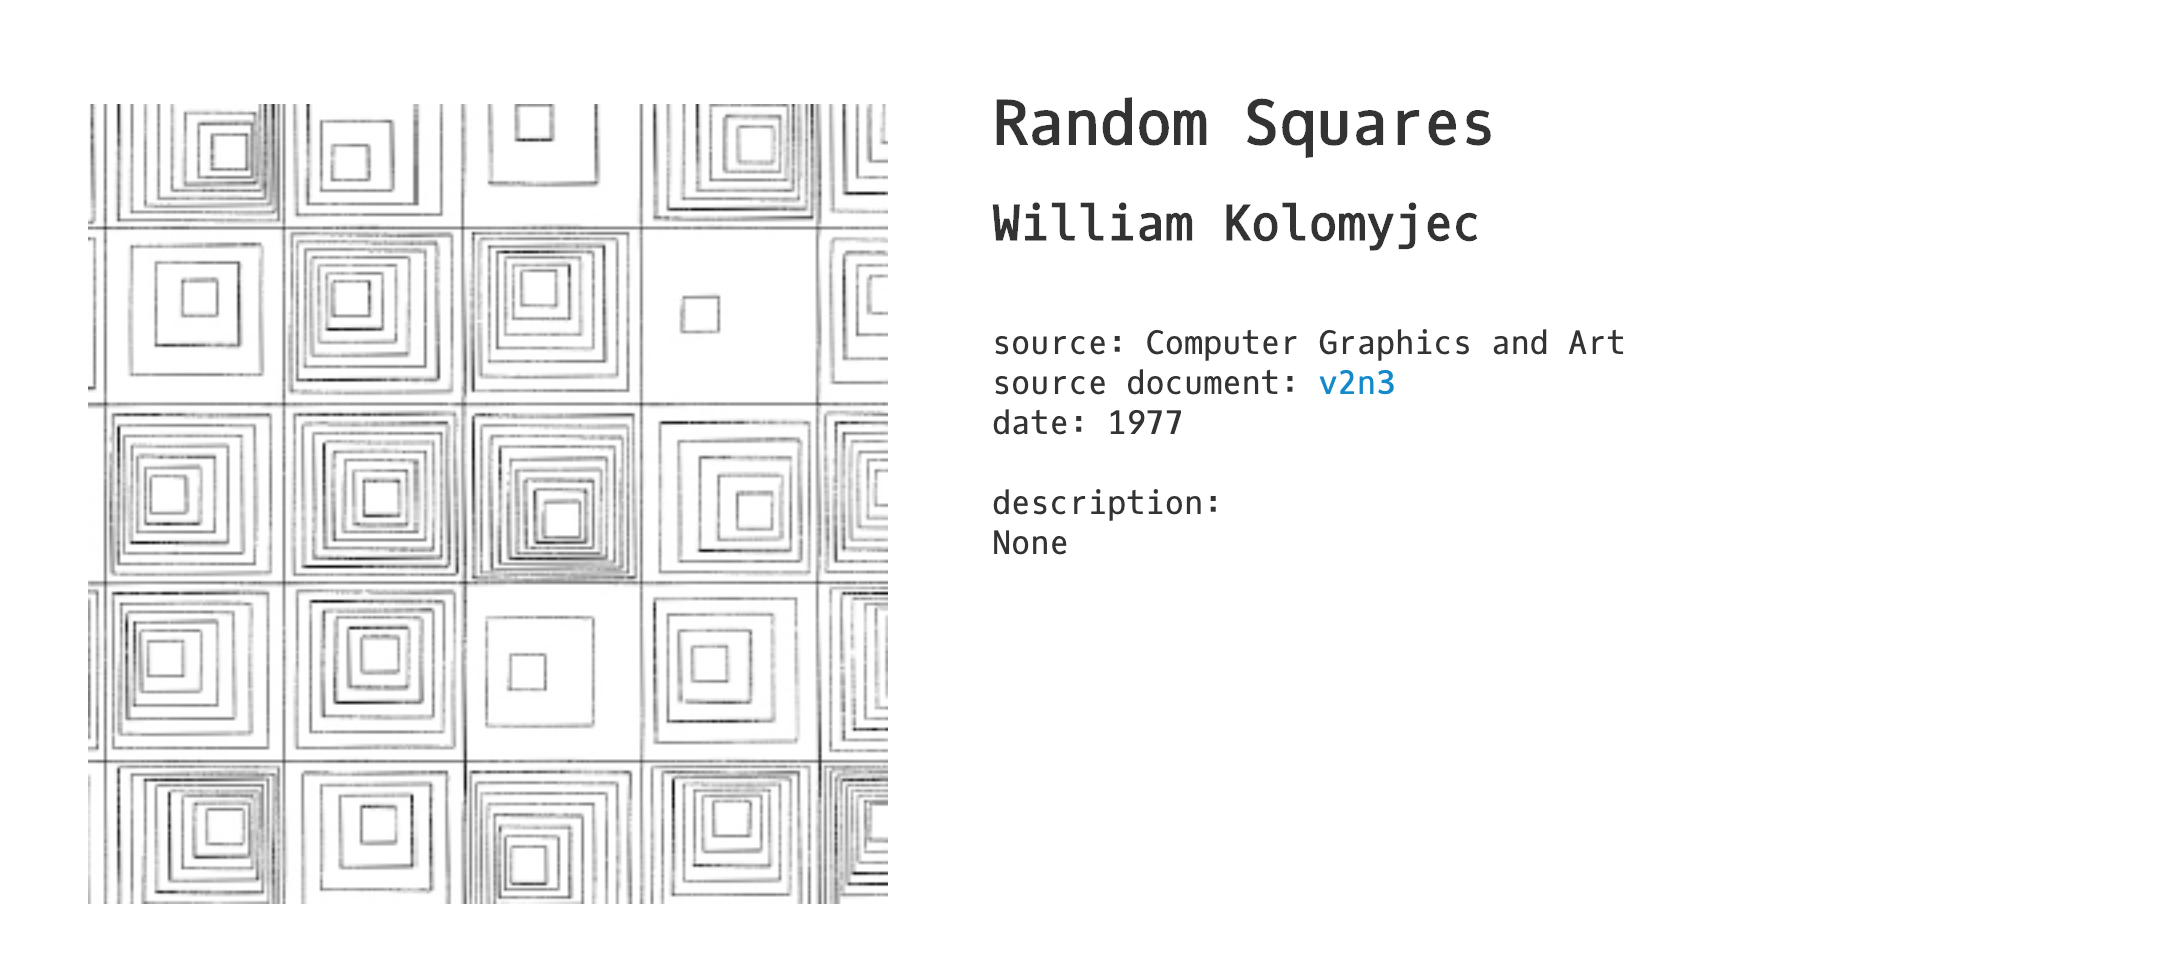 Random Squares
William Kolomyjec
source: Computer Graphics and Art
source document: v2n3
date: 1977
description:
None